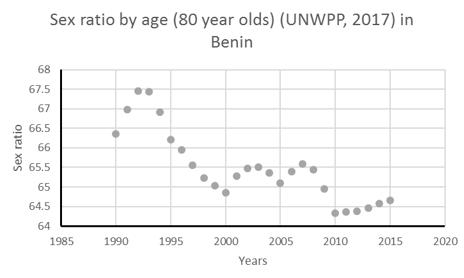 Sex ratio by age (80 year olds) (UNWPP, 2017) in
Benin
68
67.5
67
66.5
66
65.5
65
64.5
64
Sex ratio
1985 1990 1995 2000 2005 2010 2015 2020
Years